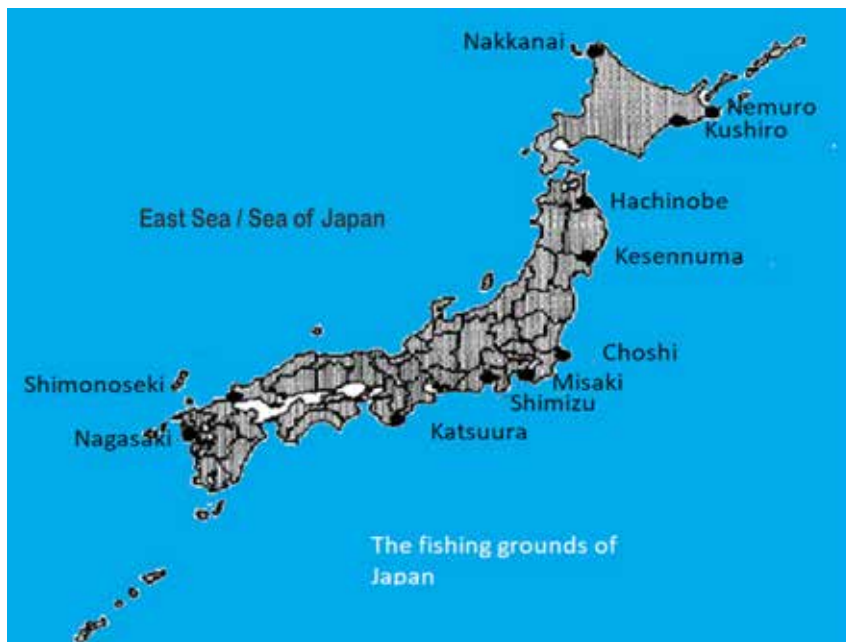 Nakkanai
Nemuro
Kushiro
Hachinobe
East Sea / Sea of Japan
Kesennuma
Choshi
Shimonoseki
Misaki
Shimizu
Nagasaki
Katsuura
The fishing grounds of
Japan